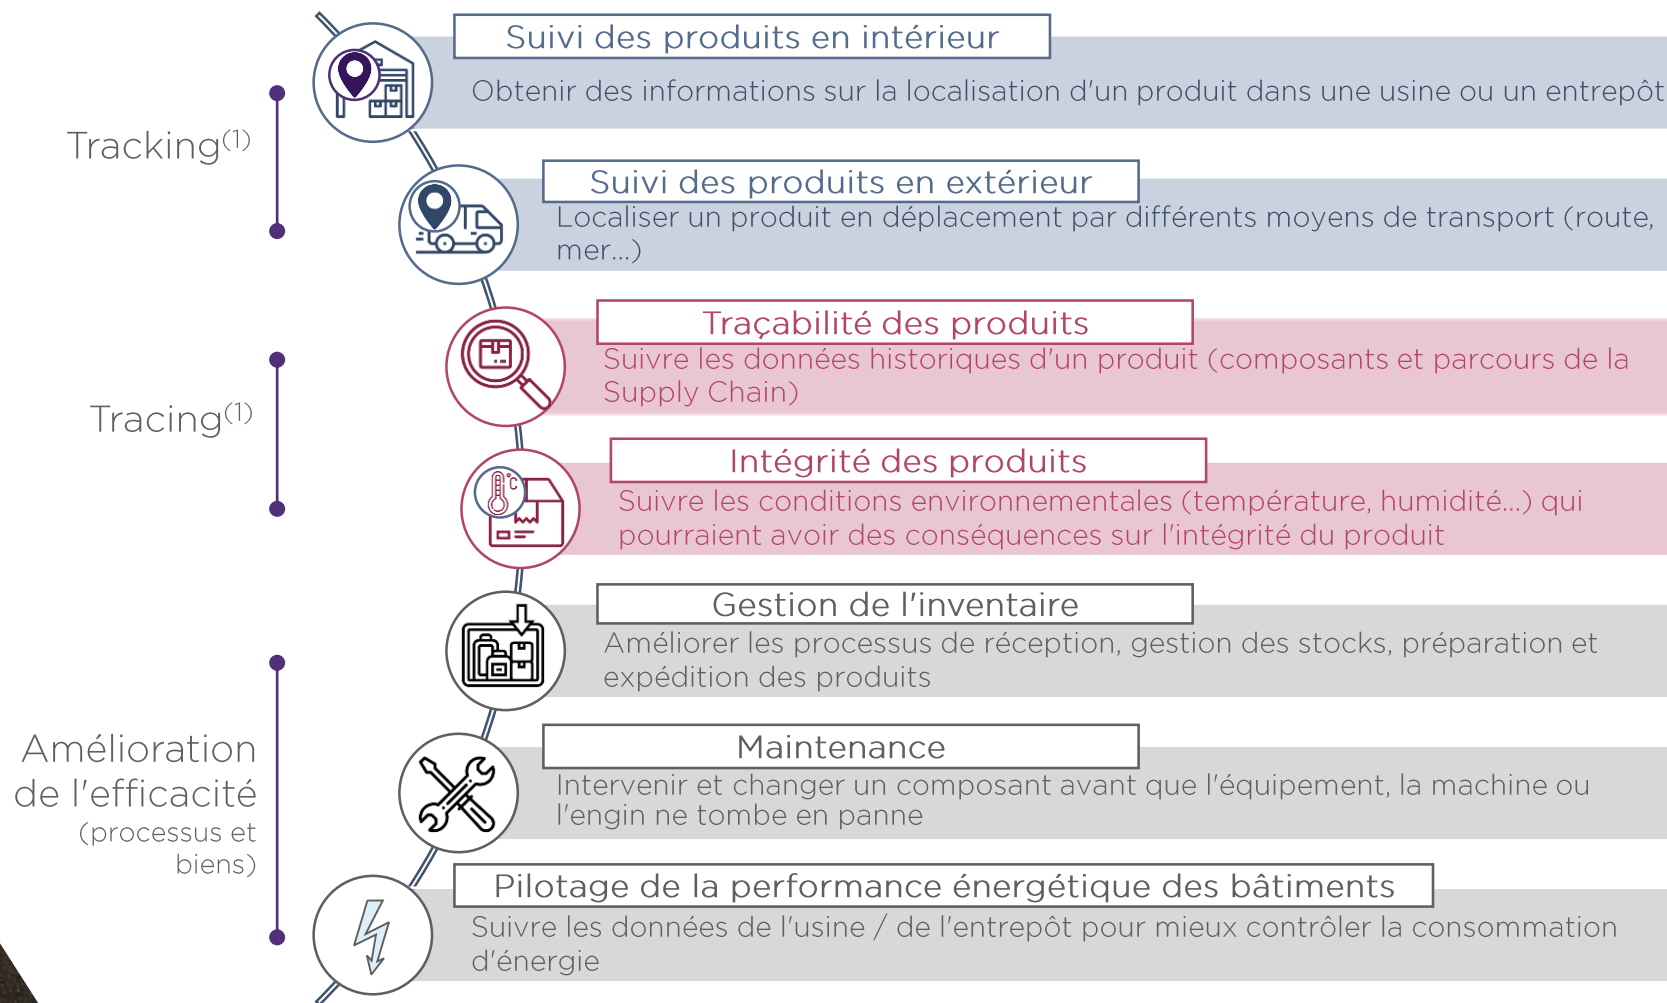 Suivi des produits en intérieur
Obtenir des informations sur la localisation d'un produit dans une usine ou un entrepôt
Tracking(1)
Suivi des produits en extérieur
Localiser un produit en déplacement par différents moyens de transport (route,
mer...)
Traçabilité des produits
Suivre les données historiques d'un produit (composants et parcours de la
Supply Chain)
Tracing(1)
Intégrité des produits
°C
Suivre les conditions environnementales (température, humidité...) qui
pourraient avoir des conséquences sur l'intégrité du produit
Gestion de l'inventaire
Améliorer les processus de réception, gestion des stocks, préparation et
expédition des produits
Amélioration
de l'efficacité
(processus et
biens)
Maintenance
Intervenir et changer un composant avant que l'équipement, la machine ou
l'engin ne tombe en panne
Pilotage de la performance énergétique des bâtiments
Suivre les données de l'usine / de l'entrepôt pour mieux contrôler la consommation
d'énergie